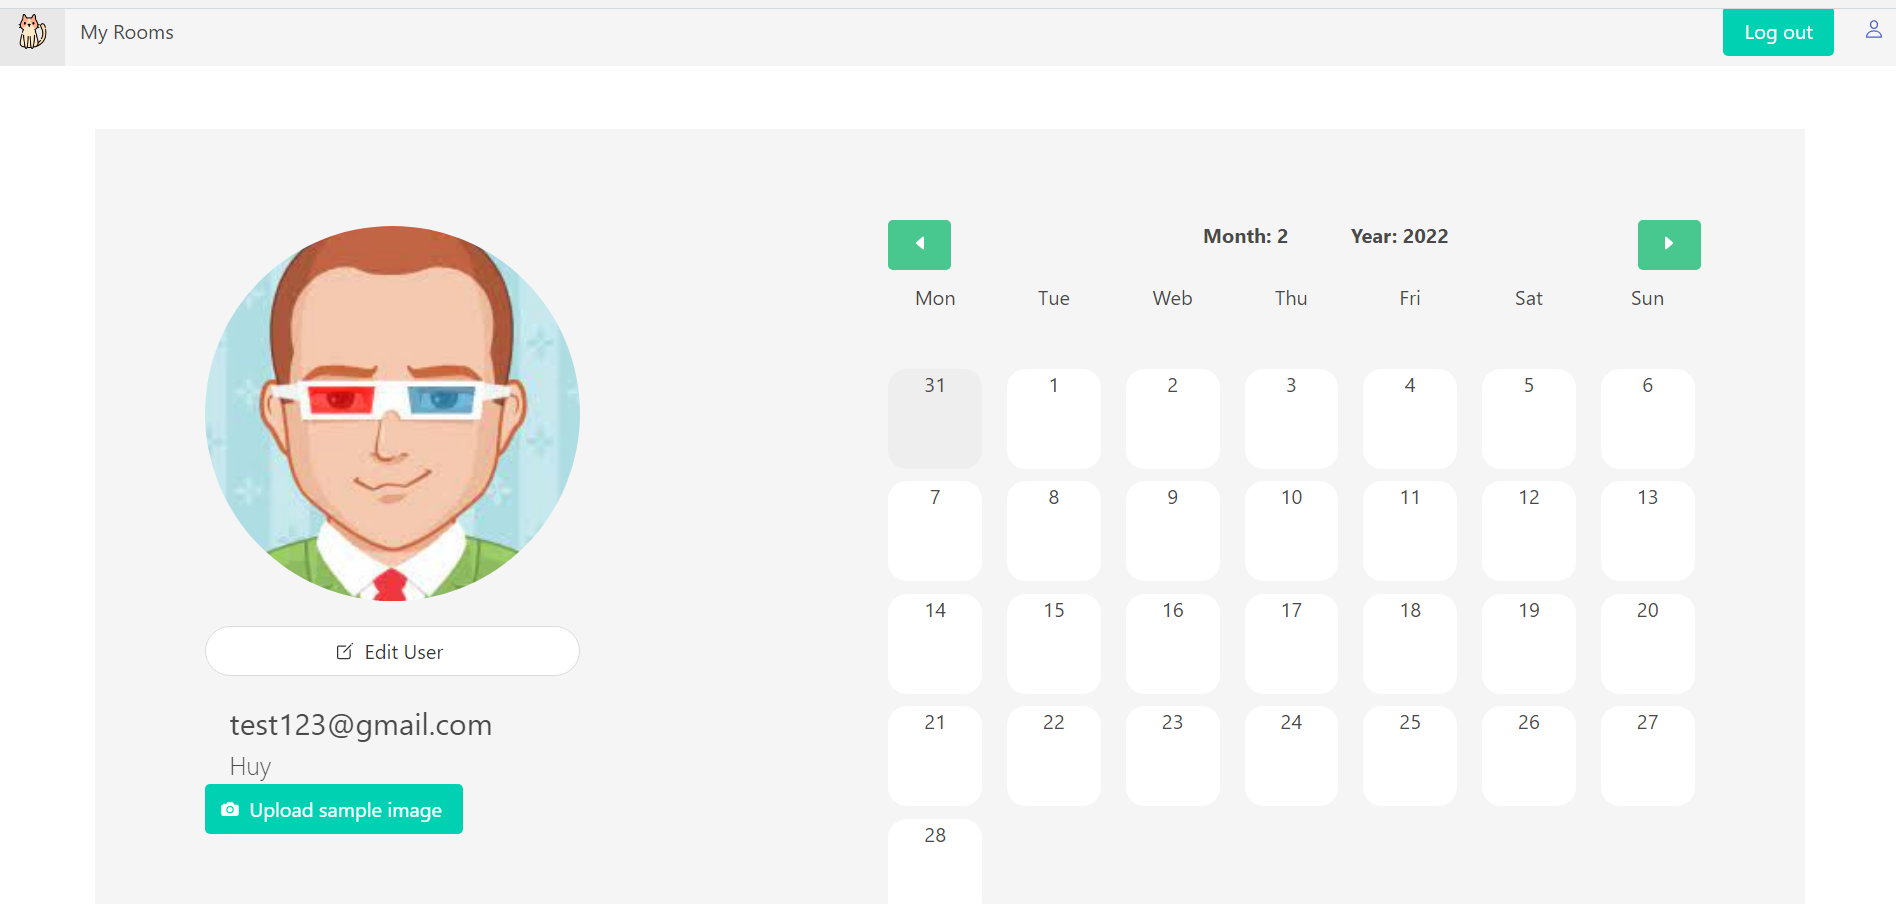 My Rooms
Log out
Month: 2 Year: 2022
Mon Tue Web Thu Fri Sat Sun
31 1 2 3 4 5 6
7 8 9 10 11 12 13
14 15 16 17 18 19 20
21 22 23 24 25 26 27
28
Edit User
test123@gmail.com
Huy
Upload sample image